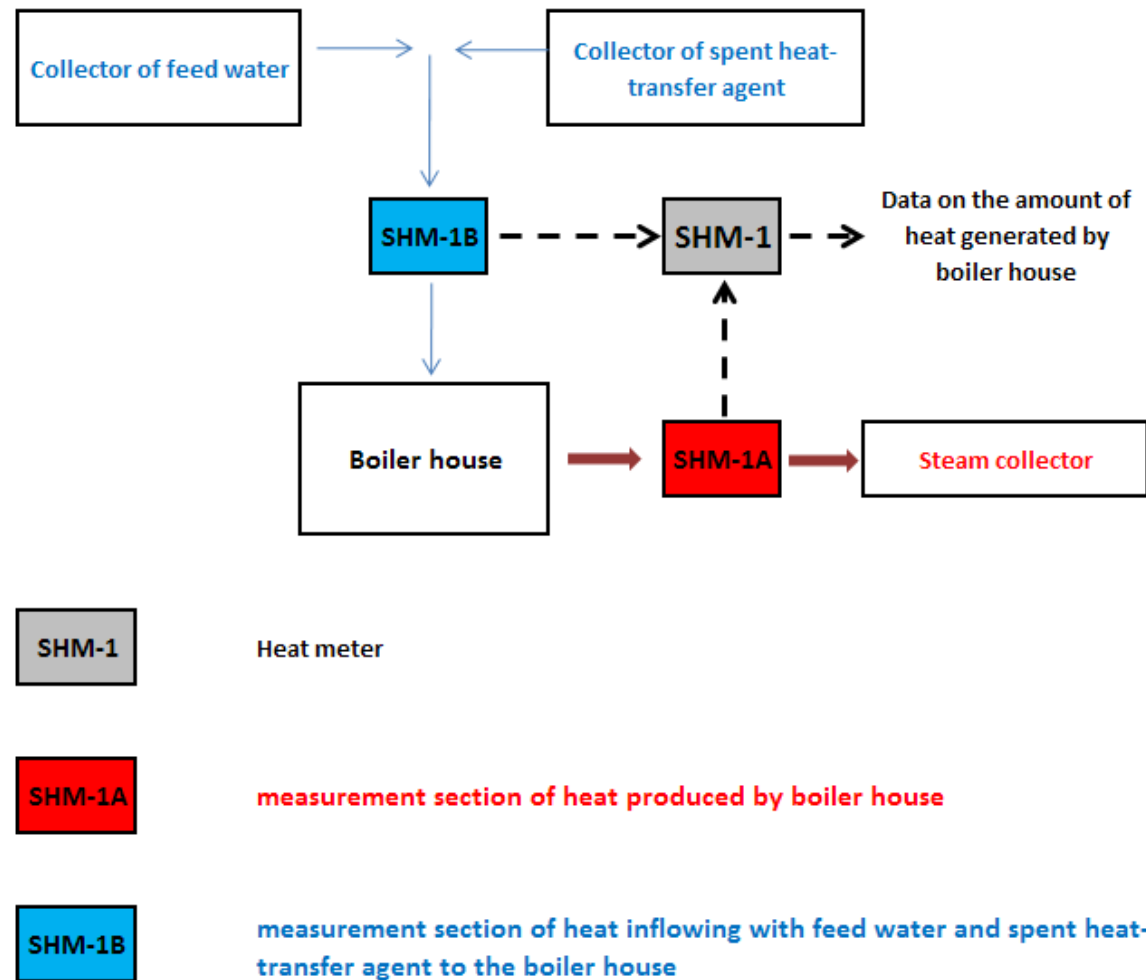 Collector of feed water
Collector of spent heat-
transfer agent
SHM-1B
SHM-1
Data on the amount of
heat generated by
boiler house
Boiler house
SHM-1A
Steam collector
SHM-1
Heat meter
SHM-1A
measurement section of heat produced by boiler house
SHM-1B
measurement section of heat inflowing with feed water and spent heat-
transfer agent to the boiler house